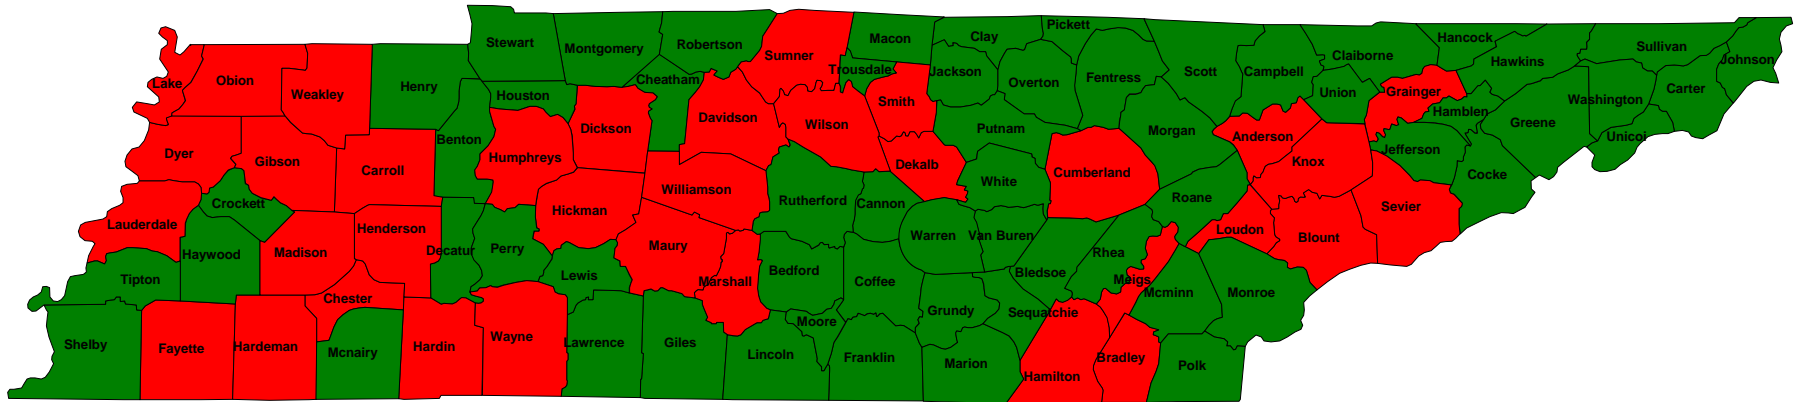 Pickett
Stewart
Montgomery
Robertson
Sumner
Macon
Clay
Hancock
Sullivan
Johnson
Claiborne
Hawkins
Lake
Obion
Weakley
Henry
Houston
Cheatham
Trousdale
Jackson
Overton
Fentress
Scott
Campbell
Union
Grainger
Hamblen
Washington
Carter
Smith
Dickson
Davidson
Wilson
Putnam
Morgan
Anderson
Greene
Unicoi
Benton
Dyer
Gibson
Carroll
Humphreys
Williamson
Dekalb
White
Cumberland
Knox
Jefferson
Cocke
Crockett
Hickman
Rutherford
Cannon
Roane
Sevier
Lauderdale
Henderson
Madison
Haywood
Decatur
Perry
Maury
Warren
Van Buren
Rhea
Loudon
Blount
Tipton
Lewis
Marshall
Bedford
Coffee
Bledsoe
Meigs
Mcminn
Monroe
Chester
Grundy
Sequatchie
Moore
Shelby
Fayette
Hardeman
Mcnairy
Hardin
Wayne
Lawrence
Giles
Lincoln
Franklin
Marion
Hamilton
Bradley
Polk